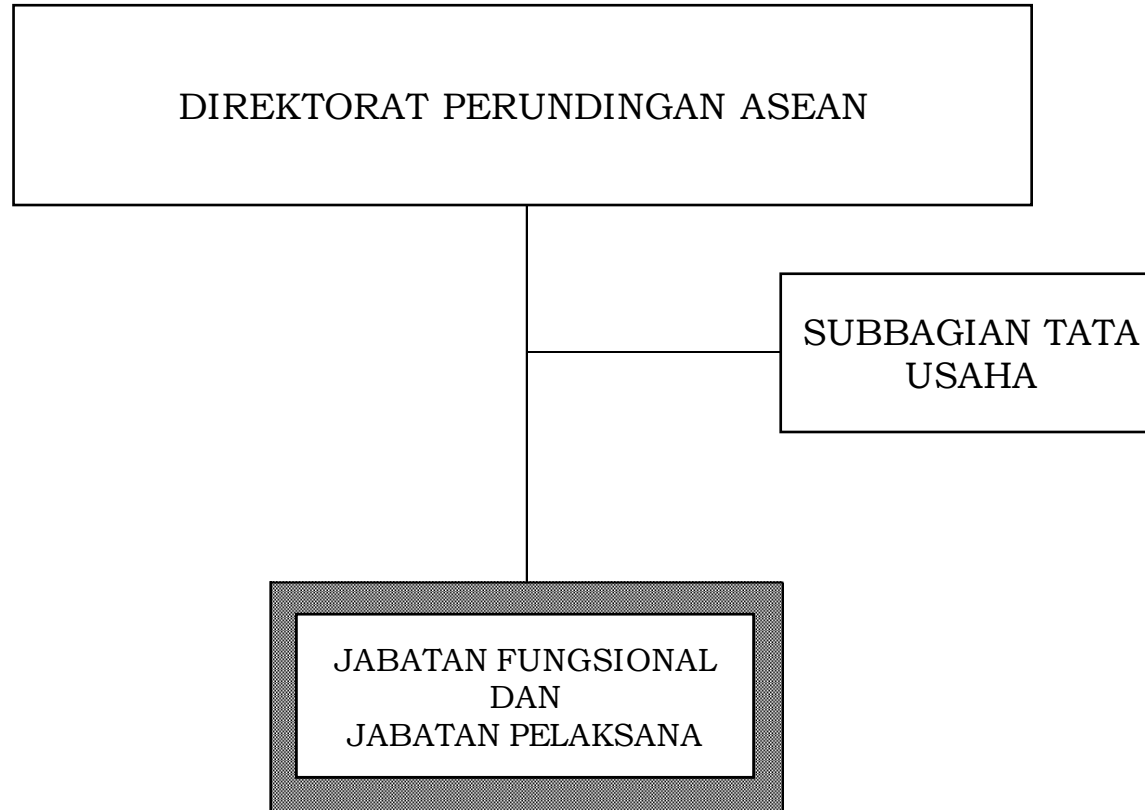 DIREKTORAT PERUNDINGAN ASEAN
SUBBAGIAN TATA
USAHA
JABATAN FUNGSIONAL
DAN
JABATAN PELAKSANA